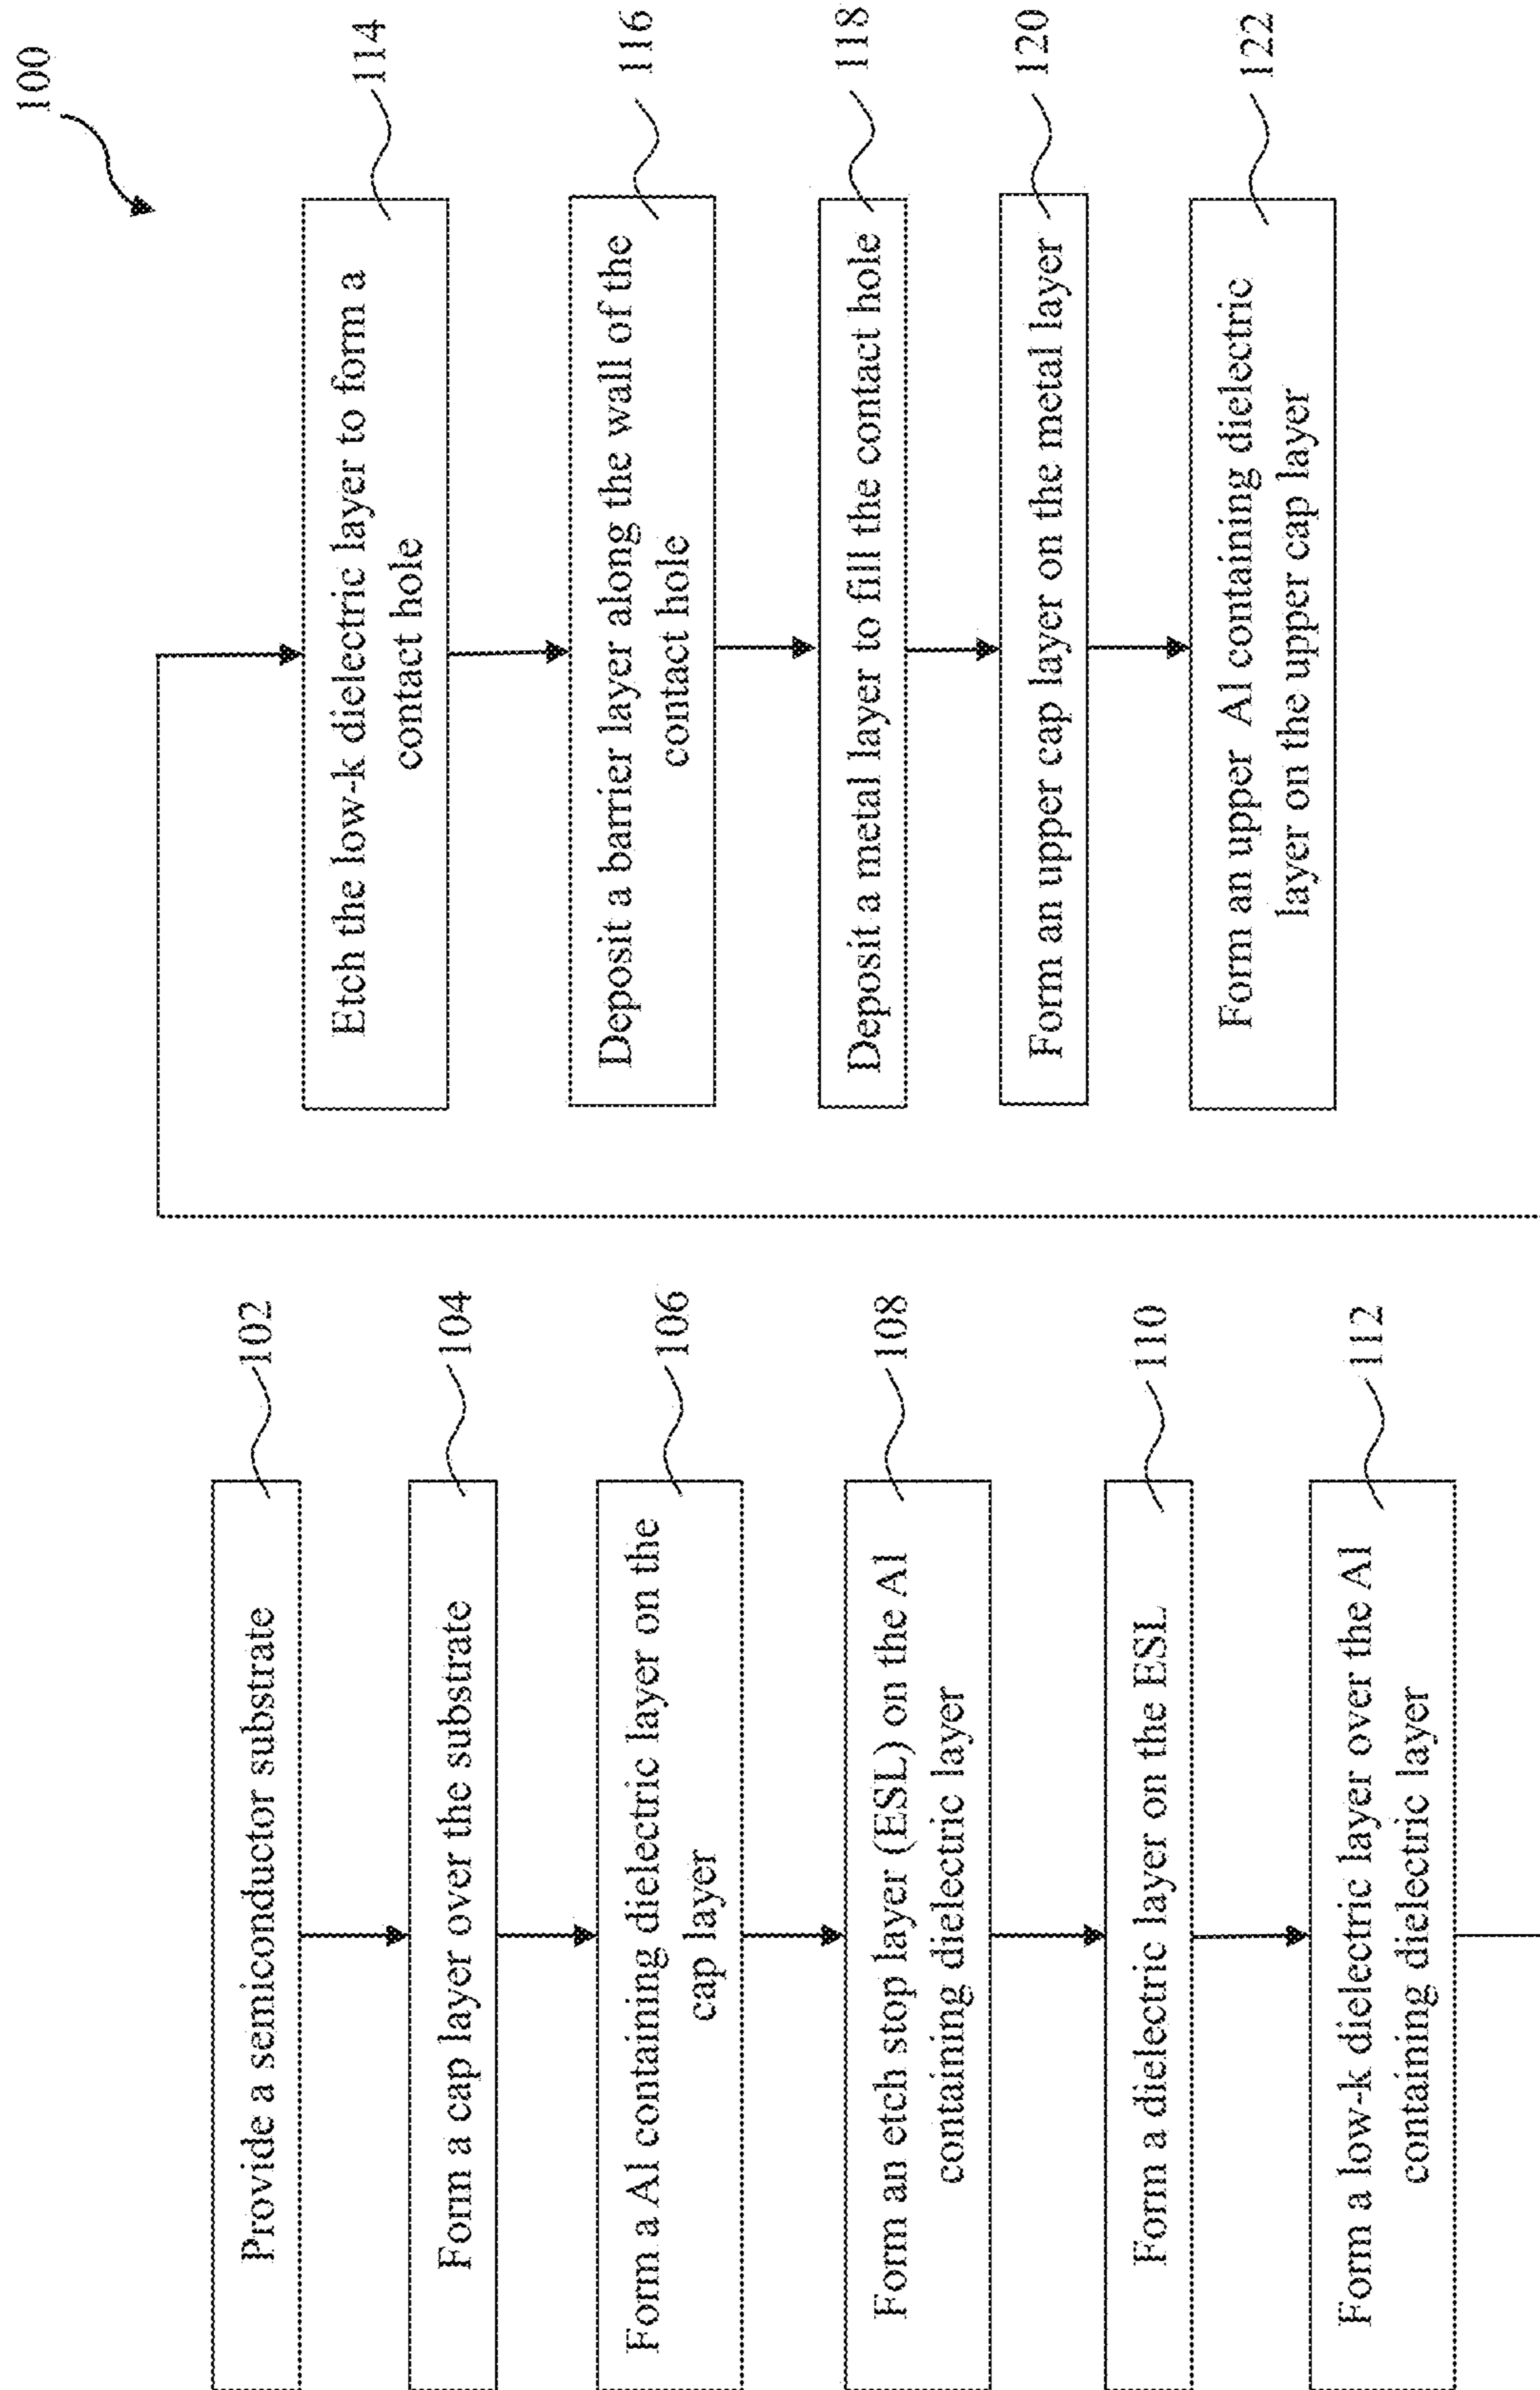 100
Provide a semiconductor substrate
102
Form a cap layer over the substrate
104
Form a Al containing dielectric layer on the
cap layer
106
Form an etch stop layer (ESL) on the Al
containing dielectric layer
108
Form a dielectric layer on the ESL
110
Form a low-k dielectric layer over the Al
containing dielectric layer
112
Etch the low-k dielectric layer to form a
contact hole
114
Deposit a barrier layer along the wall of the
contact hole
116
Deposit a metal layer to fill the contact hole
118
Form an upper cap layer on the metal layer
120
Form an upper Al containing dielectric
layer on the upper cap layer
122